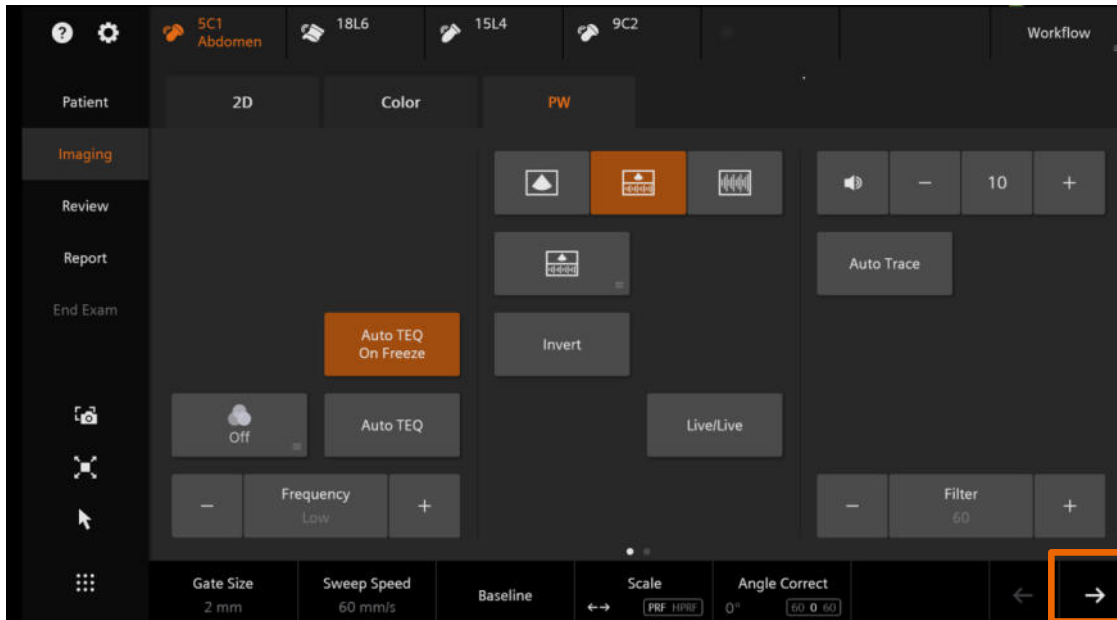 ?
5C1
Abdomen
18L6
15L4
9C2
Workflow
Patient
2D
Color
PW
Imaging
Review
Report
End Exam
− 10 +
Auto Trace
Auto TEQ
On Freeze
Invert
Off
Auto TEQ
Live/Live
− Frequency +
Low
− Filter +
60
Gate Size
2 mm
Sweep Speed
60 mm/s
Baseline
Scale
←→ PRF HPRF
Angle Correct
0° 60 0 60
← →